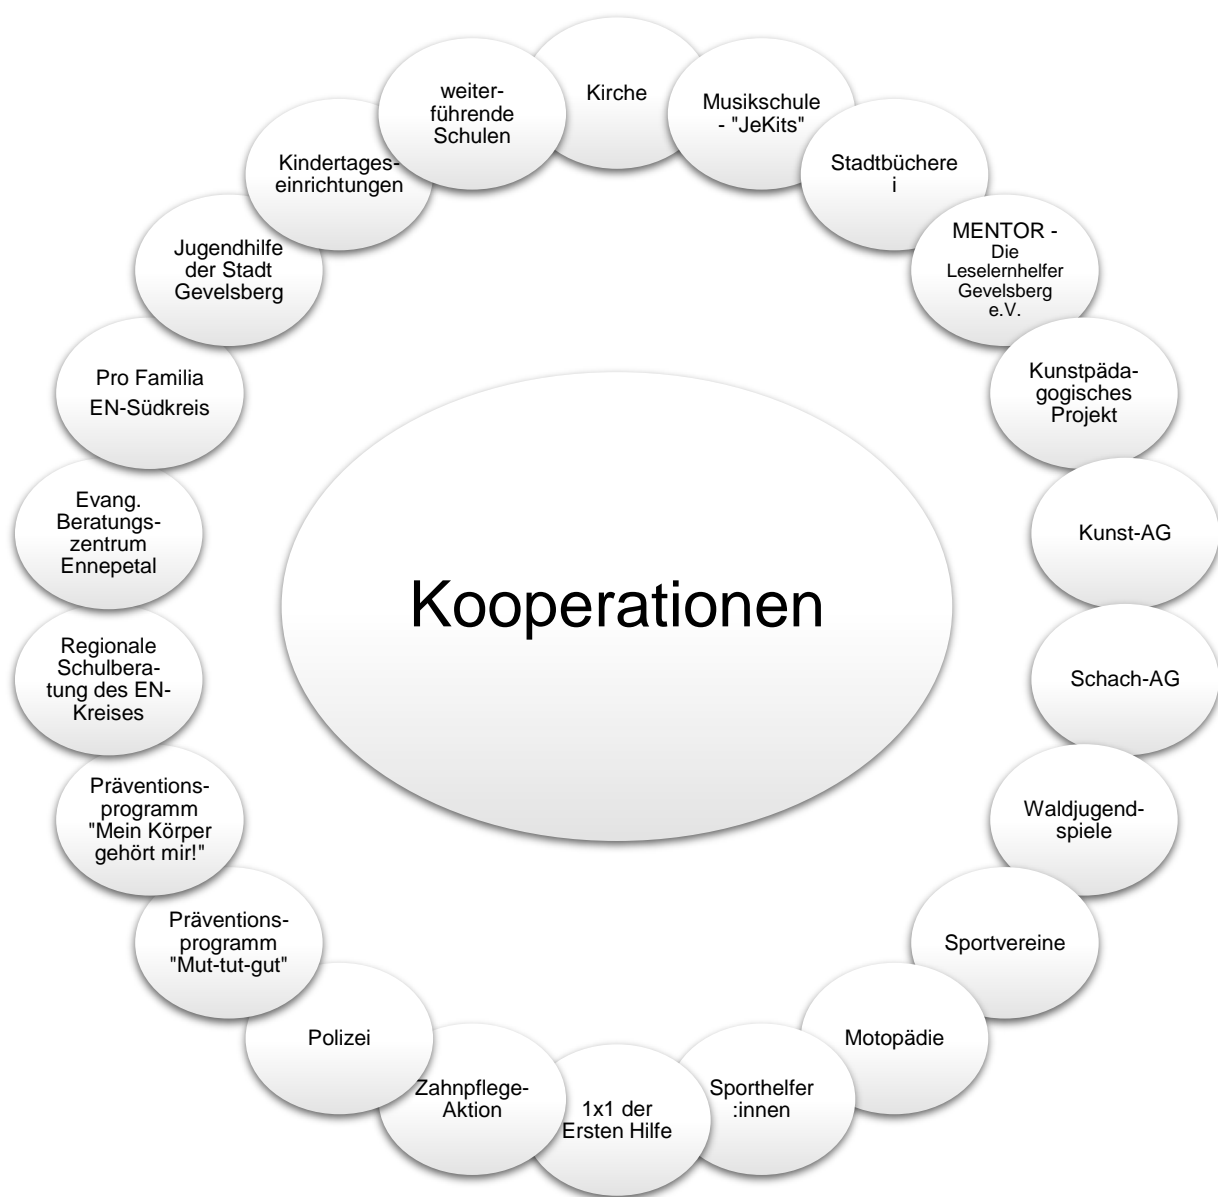 Kirche
Musikschule
- "JeKits"
Stadtbüchere
i
MENTOR -
Die
Leselernhelfer
Gevelsberg
e.V.
Kunstpäda-
gogisches
Projekt
Kunst-AG
Schach-AG
Waldjugend-
spiele
Sportvereine
Motopädie
Sporthelfer
:innen
1x1 der
Ersten Hilfe
Zahnpflege-
Aktion
Polizei
Präventions-
programm
"Mut-tut-gut"
Präventions-
programm
"Mein Körper
gehört mir!"
Regionale
Schulbera-
tung des EN-
Kreises
Evang.
Beratungs-
zentrum
Ennepetal
Pro Familia
EN-Südkreis
Jugendhilfe
der Stadt
Gevelsberg
Kindertages-
einrichtungen
weiter-
führende
Schulen
Kooperationen